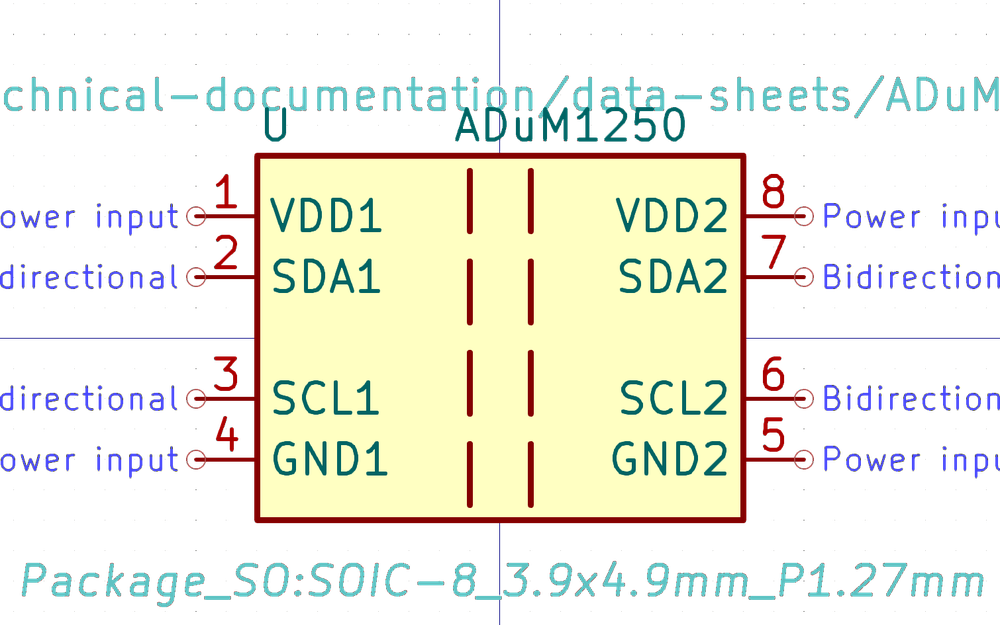 chnical-documentation/data-sheets/ADuM
U ADuM1250
ower input 1 VDD1 VDD2 8 Power inpu
directional 2 SDA1 SDA2 7 Bidirection
directional 3 SCL1 SCL2 6 Bidirection
ower input 4 GND1 GND2 5 Power inpu
Package_SO:SOIC-8_3.9x4.9mm_P1.27mm